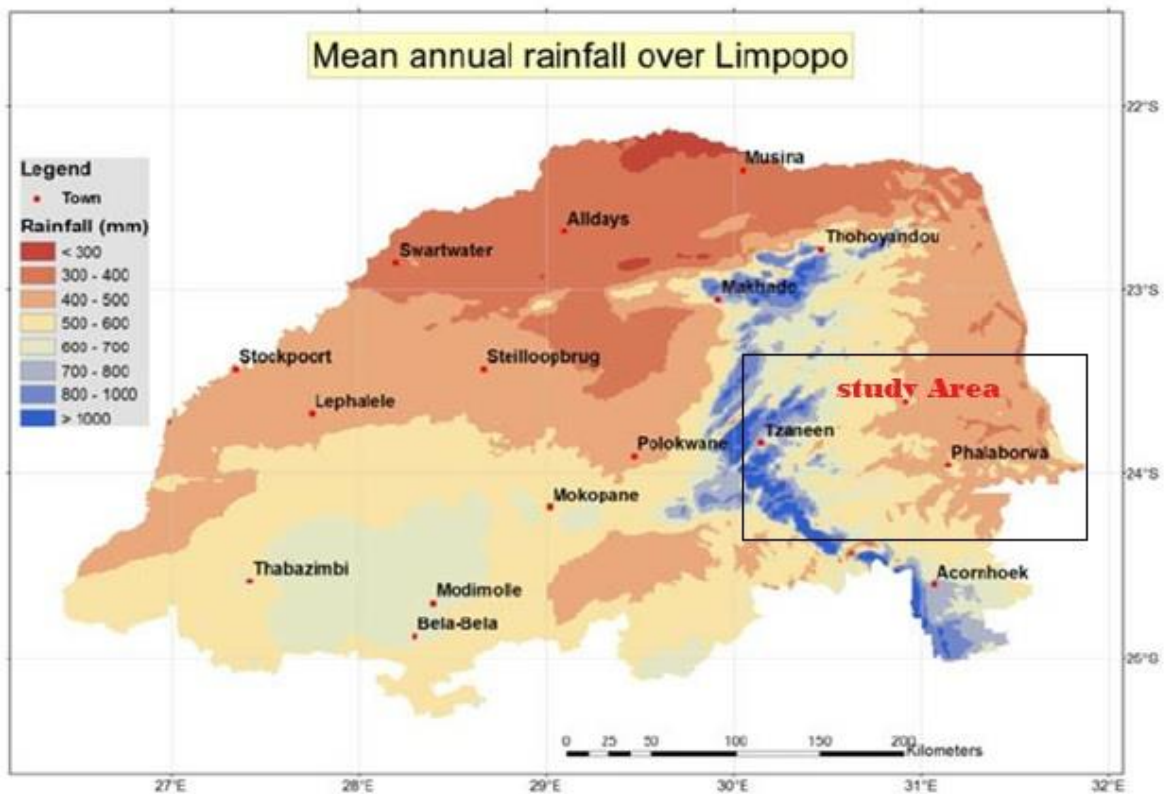 Mean annual rainfall over Limpopo
22°S
Legend
Town
Rainfall (mm)
< 300
300 - 400
400 - 500
500 - 600
600 - 700
700 - 800
800 - 1000
> 1000
Musina
Alldays
Swartwater
Thohoyandou
Makhado
23°S
Stockpoort
Steilloopbrug
study Area
Lephalele
Tzaneen
Polokwane
Phalaborwa
24°S
Mokopane
Thabazimbi
Acornhoek
Modimolle
Bela-Bela
25°S
0 25 50 100 150 200
Kilometers
27°E 28°E 29°E 30°E 31°E 32°E